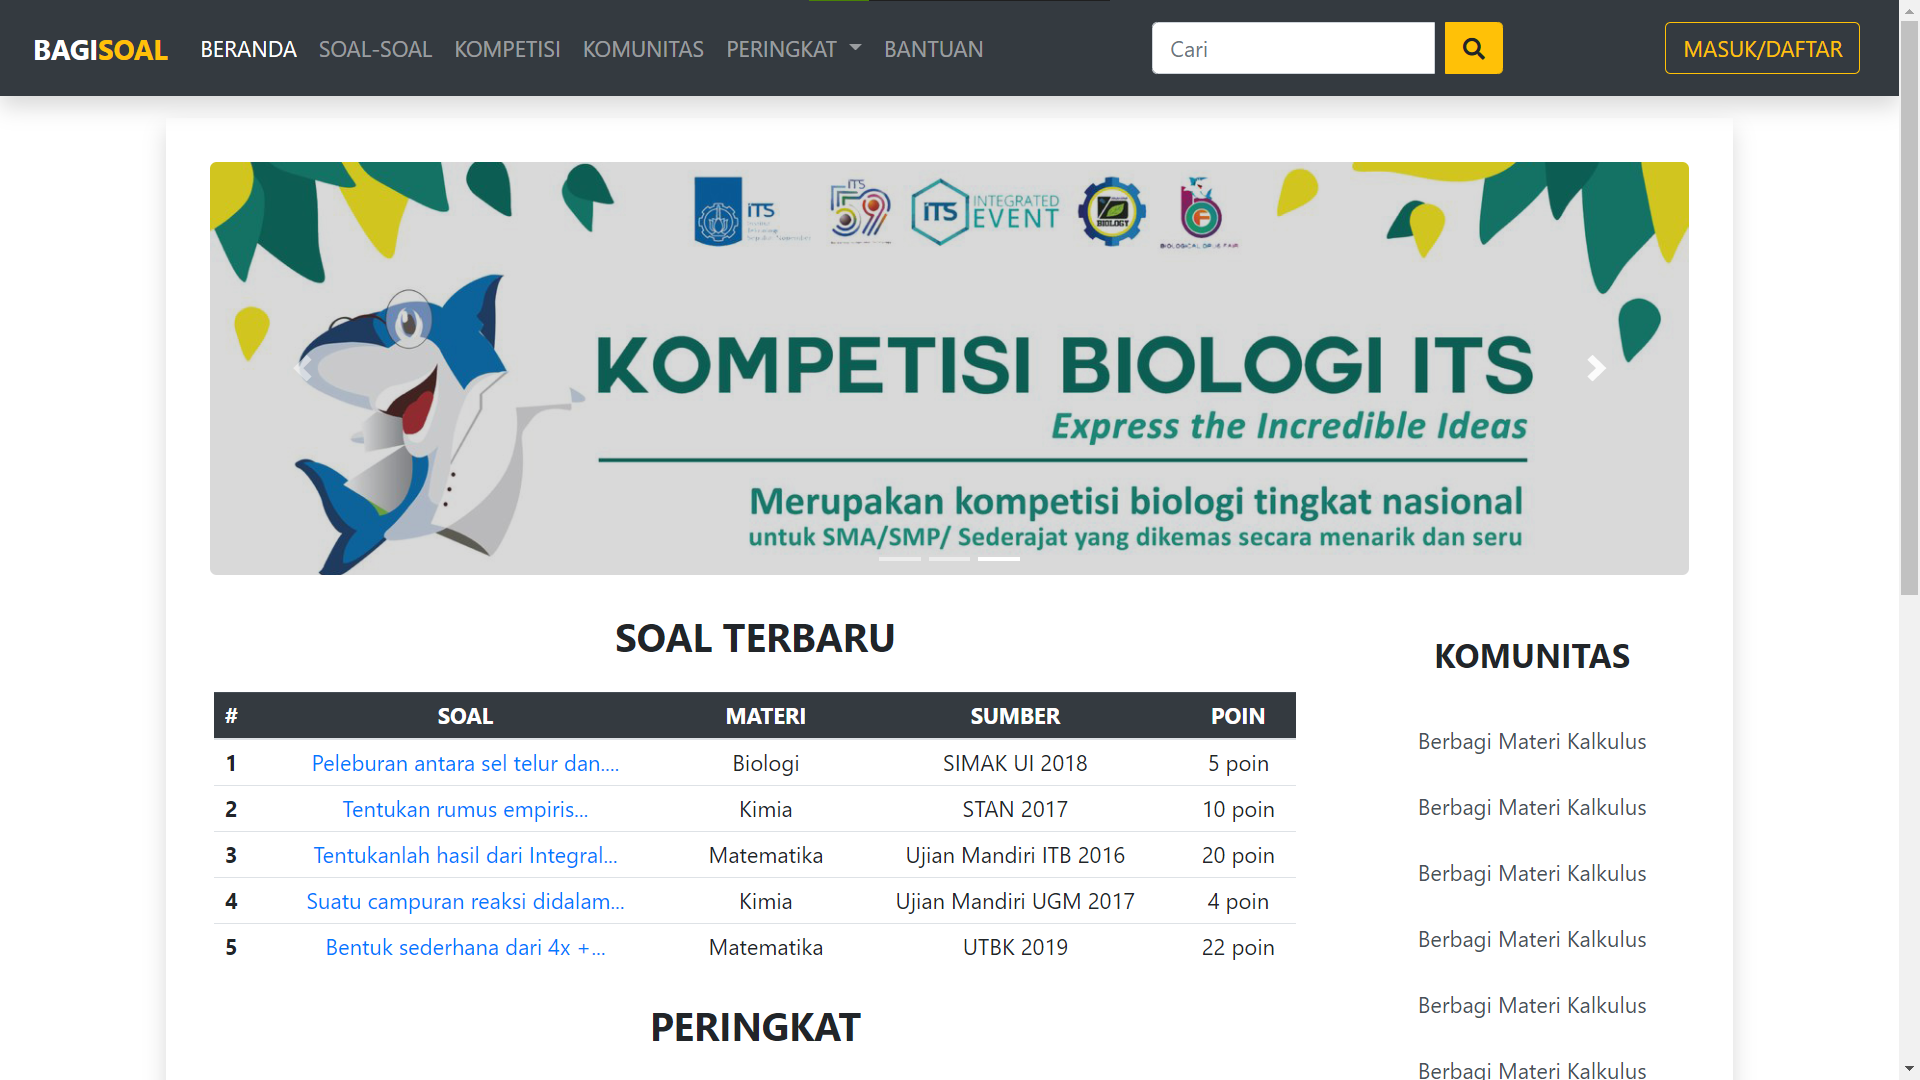 BAGISOAL BERANDA SOAL-SOAL KOMPETISI KOMUNITAS PERINGKAT BANTUAN Cari MASUK/DAFTAR
ITS
ITS
59
ITS INTEGRATED EVENT
BIOLOGY
KOMPETISI BIOLOGI ITS
Express the Incredible Ideas
Merupakan kompetisi biologi tingkat nasional
untuk SMA/SMP/ Sederajat yang dikemas secara menarik dan seru
SOAL TERBARU
# SOAL MATERI SUMBER POIN
1 Peleburan antara sel telur dan.... Biologi SIMAK UI 2018 5 poin
2 Tentukan rumus empiris... Kimia STAN 2017 10 poin
3 Tentukanlah hasil dari Integral... Matematika Ujian Mandiri ITB 2016 20 poin
4 Suatu campuran reaksi didalam... Kimia Ujian Mandiri UGM 2017 4 poin
5 Bentuk sederhana dari 4x +... Matematika UTBK 2019 22 poin
PERINGKAT
KOMUNITAS
Berbagi Materi Kalkulus
Berbagi Materi Kalkulus
Berbagi Materi Kalkulus
Berbagi Materi Kalkulus
Berbagi Materi Kalkulus
Berbagi Materi Kalkulus